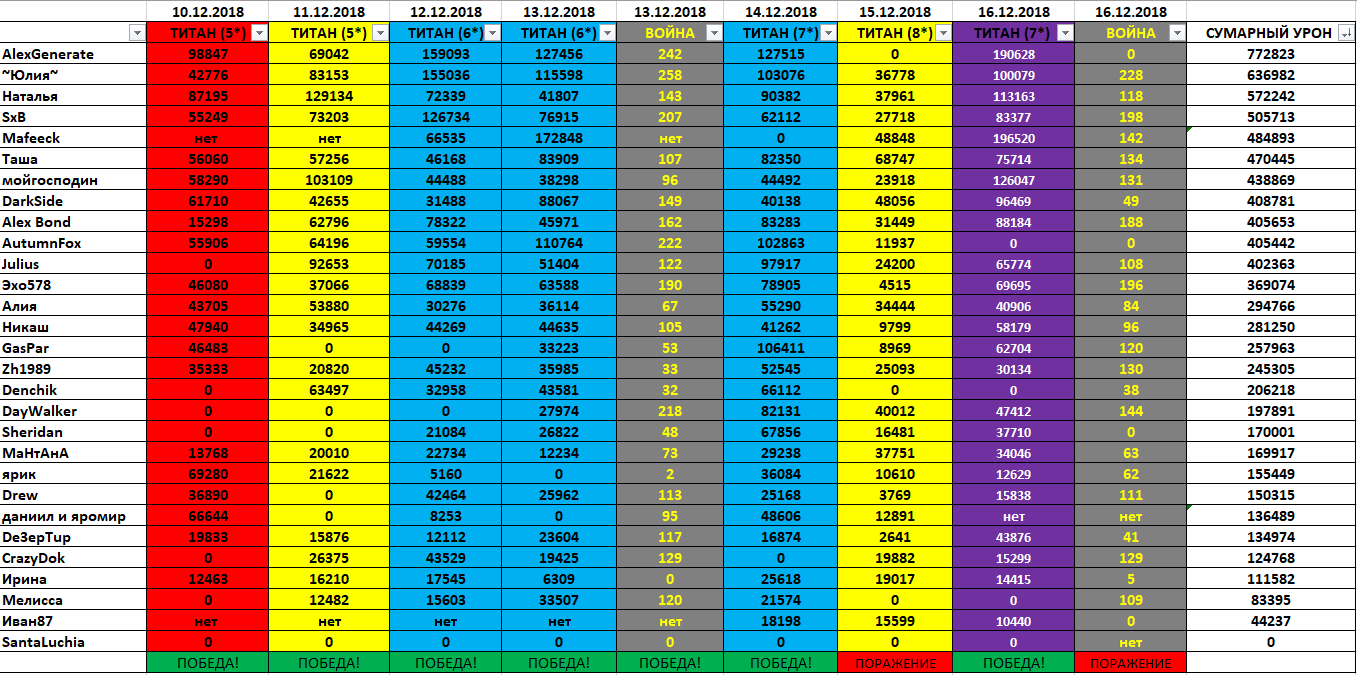 10.12.2018 11.12.2018 12.12.2018 13.12.2018 13.12.2018 14.12.2018 15.12.2018 16.12.2018 16.12.2018
ТИТАН (5*) ТИТАН (5*) ТИТАН (6*) ТИТАН (6*) ВОЙНА ТИТАН (7*) ТИТАН (8*) ТИТАН (7*) ВОЙНА СУМАРНЫЙ УРОН
AlexGenerate 98847 69042 159093 127456 242 127515 0 190628 0 772823
~Юлия~ 42776 83153 155036 115598 258 103076 36778 100079 228 636982
Наталья 87195 129134 72339 41807 143 90382 37961 113163 118 572242
SxB 55249 73203 126734 76915 207 62112 27718 83377 198 505713
Mafeeck нет нет 66535 172848 нет 0 48848 196520 142 484893
Таша 56060 57256 46168 83909 107 82350 68747 75714 134 470445
мойгосподин 58290 103109 44488 38298 96 44492 23918 126047 131 438869
DarkSide 61710 42655 31488 88067 149 40138 48056 96469 49 408781
Alex Bond 15298 62796 78322 45971 162 83283 31449 88184 188 405653
AutumnFox 55906 64196 59554 110764 222 102863 11937 0 0 405442
Julius 0 92653 70185 51404 122 97917 24200 65774 108 402363
Эхо578 46080 37066 68839 63588 190 78905 4515 69695 196 369074
Алия 43705 53880 30276 36114 67 55290 34444 40906 84 294766
Никаш 47940 34965 44269 44635 105 41262 9799 58179 96 281250
GasPar 46483 0 0 33223 53 106411 8969 62704 120 257963
Zh1989 35333 20820 45232 35985 33 52545 25093 30134 130 245305
Denchik 0 63497 32958 43581 32 66112 0 0 38 206218
DayWalker 0 0 0 27974 218 82131 40012 47412 144 197891
Sheridan 0 0 21084 26822 48 67856 16481 37710 0 170001
МаНтАнА 13768 20010 22734 12234 73 29238 37751 34046 63 169917
ярик 69280 21622 5160 0 2 36084 10610 12629 62 155449
Drew 36890 0 42464 25962 113 25168 3769 15838 111 150315
даниил и яромир 66644 0 8253 0 95 48606 12891 нет нет 136489
De3epTup 19833 15876 12112 23604 117 16874 2641 43876 41 134974
CrazyDok 0 26375 43529 19425 129 0 19882 15299 129 124768
Ирина 12463 16210 17545 6309 0 25618 19017 14415 5 111582
Мелисса 0 12482 15603 33507 120 21574 0 0 109 83395
Иван87 нет нет нет нет нет 18198 15599 10440 0 44237
SantaLuchia 0 0 0 0 0 0 0 0 нет 0
ПОБЕДА! ПОБЕДА! ПОБЕДА! ПОБЕДА! ПОБЕДА! ПОБЕДА! ПОРАЖЕНИЕ ПОБЕДА! ПОРАЖЕНИЕ